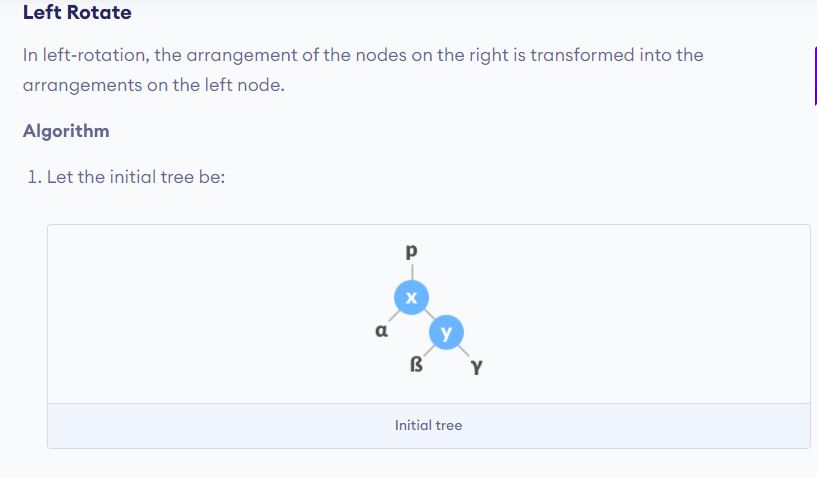 Left Rotate
In left-rotation, the arrangement of the nodes on the right is transformed into the
arrangements on the left node.
Algorithm
1. Let the initial tree be:
p
x
α
y
ß
γ
Initial tree